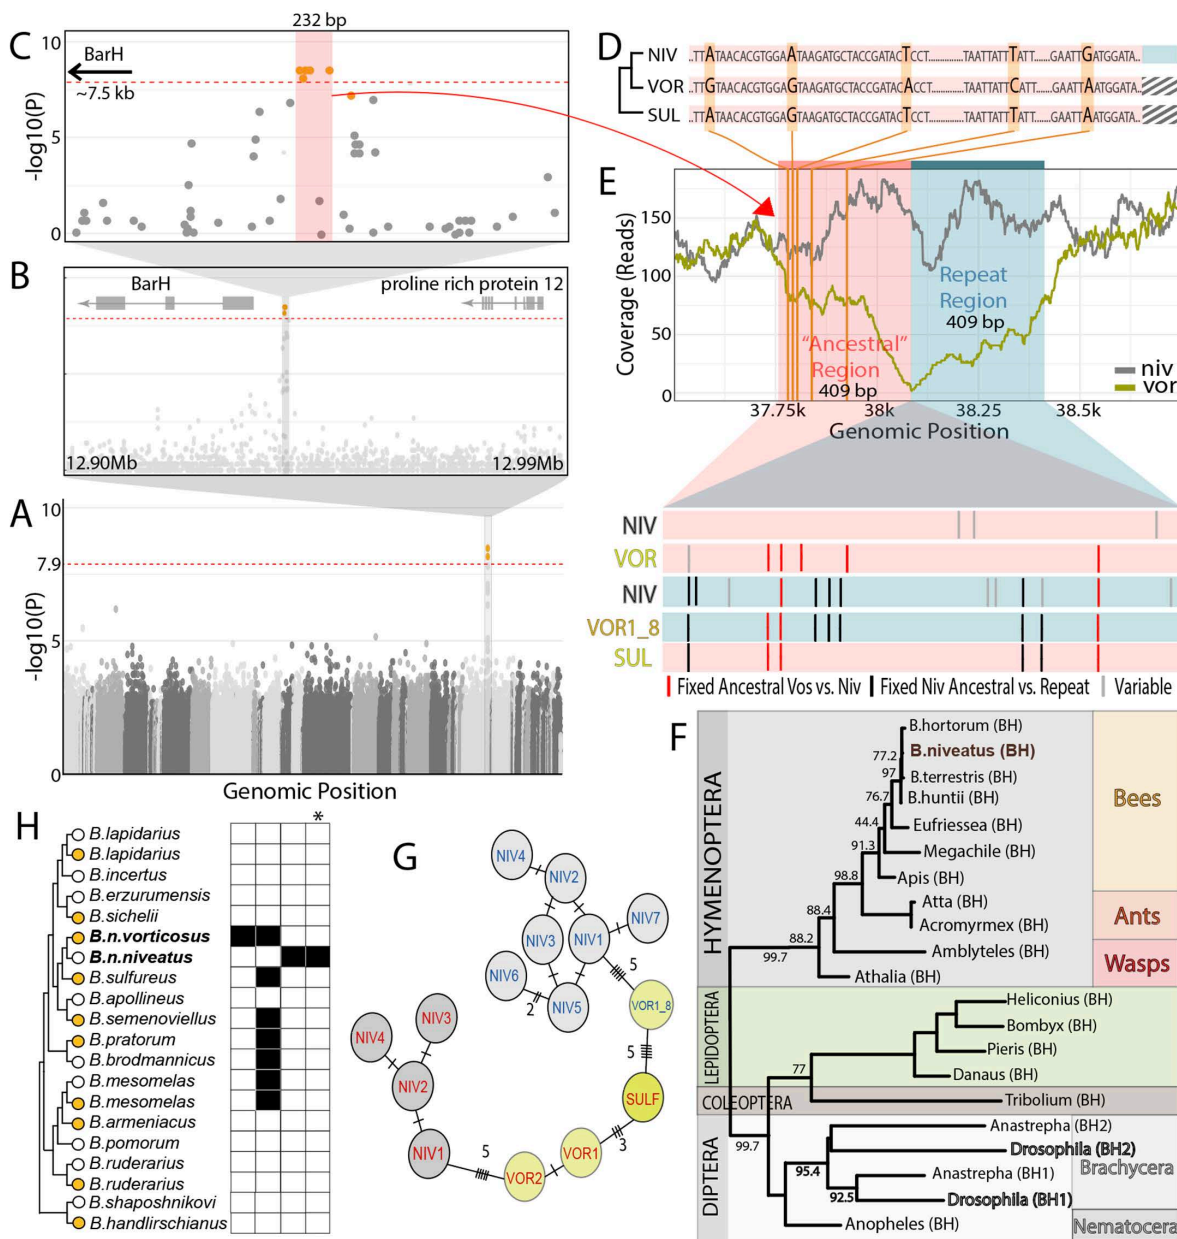 C
232 bp
10
BarH
~7.5 kb
5
0
-log10(P)
B
BarH
proline rich protein 12
12.90Mb
12.99Mb
A
10
7.9
5
0
-log10(P)
Genomic Position
D
NIV
..TTATAACACGTGGAATAAGATGCTACCGATACTCCT..............TAATTATTTATT.......GAATTGATGGATA..
VOR
..TTGTAACACGTGGAGTAAGATGCTACCGATACACCT..............TAATTATTCATT.......GAATTAATGGATA..
SUL
..TTATAACACGTGGAGTAAGATGCTACCGATACTCCT..............TAATTATTTATT.......GAATTAATGGATA..
E
150
100
50
0
Coverage (Reads)
Repeat
Region
409 bp
"Ancestral"
Region
409 bp
niv
vor
37.75k
38k
38.25k
38.5k
Genomic Position
NIV
VOR
NIV
VOR1_8
SUL
Fixed Ancestral Vos vs. Niv
Fixed Niv Ancestral vs. Repeat
Variable
F
HYMENOPTERA
B.hortorum (BH)
B.niveatus (BH)
B.terrestris (BH)
B.huntii (BH)
Eufriessea (BH)
Megachile (BH)
Apis (BH)
Atta (BH)
Acromyrmex (BH)
Amblyteles (BH)
Athalia (BH)
77.2
97
76.7
44.4
91.3
98.8
88.4
88.2
99.7
Bees
Ants
Wasps
LEPIDOPTERA
Heliconius (BH)
Bombyx (BH)
Pieris (BH)
Danaus (BH)
77
COLEOPTERA
Tribolium (BH)
DIPTERA
99.7
Anastrepha (BH2)
Drosophila (BH2)
95.4
Anastrepha (BH1)
92.5
Drosophila (BH1)
Anopheles (BH)
Brachycera
Nematocera
H
*
B.lapidarius
B.lapidarius
B.incertus
B.erzurumensis
B.sichelii
B.n.vorticosus
B.n.niveatus
B.sulfureus
B.apollineus
B.semenoviellus
B.pratorum
B.brodmannicus
B.mesomelas
B.mesomelas
B.armeniacus
B.pomorum
B.ruderarius
B.ruderarius
B.shaposhnikovi
B.handlirschianus
G
NIV4
NIV2
NIV7
NIV3
NIV1
NIV6
2
NIV5
5
VOR1_8
5
SULF
3
VOR1
VOR2
5
NIV1
NIV2
NIV3
NIV4